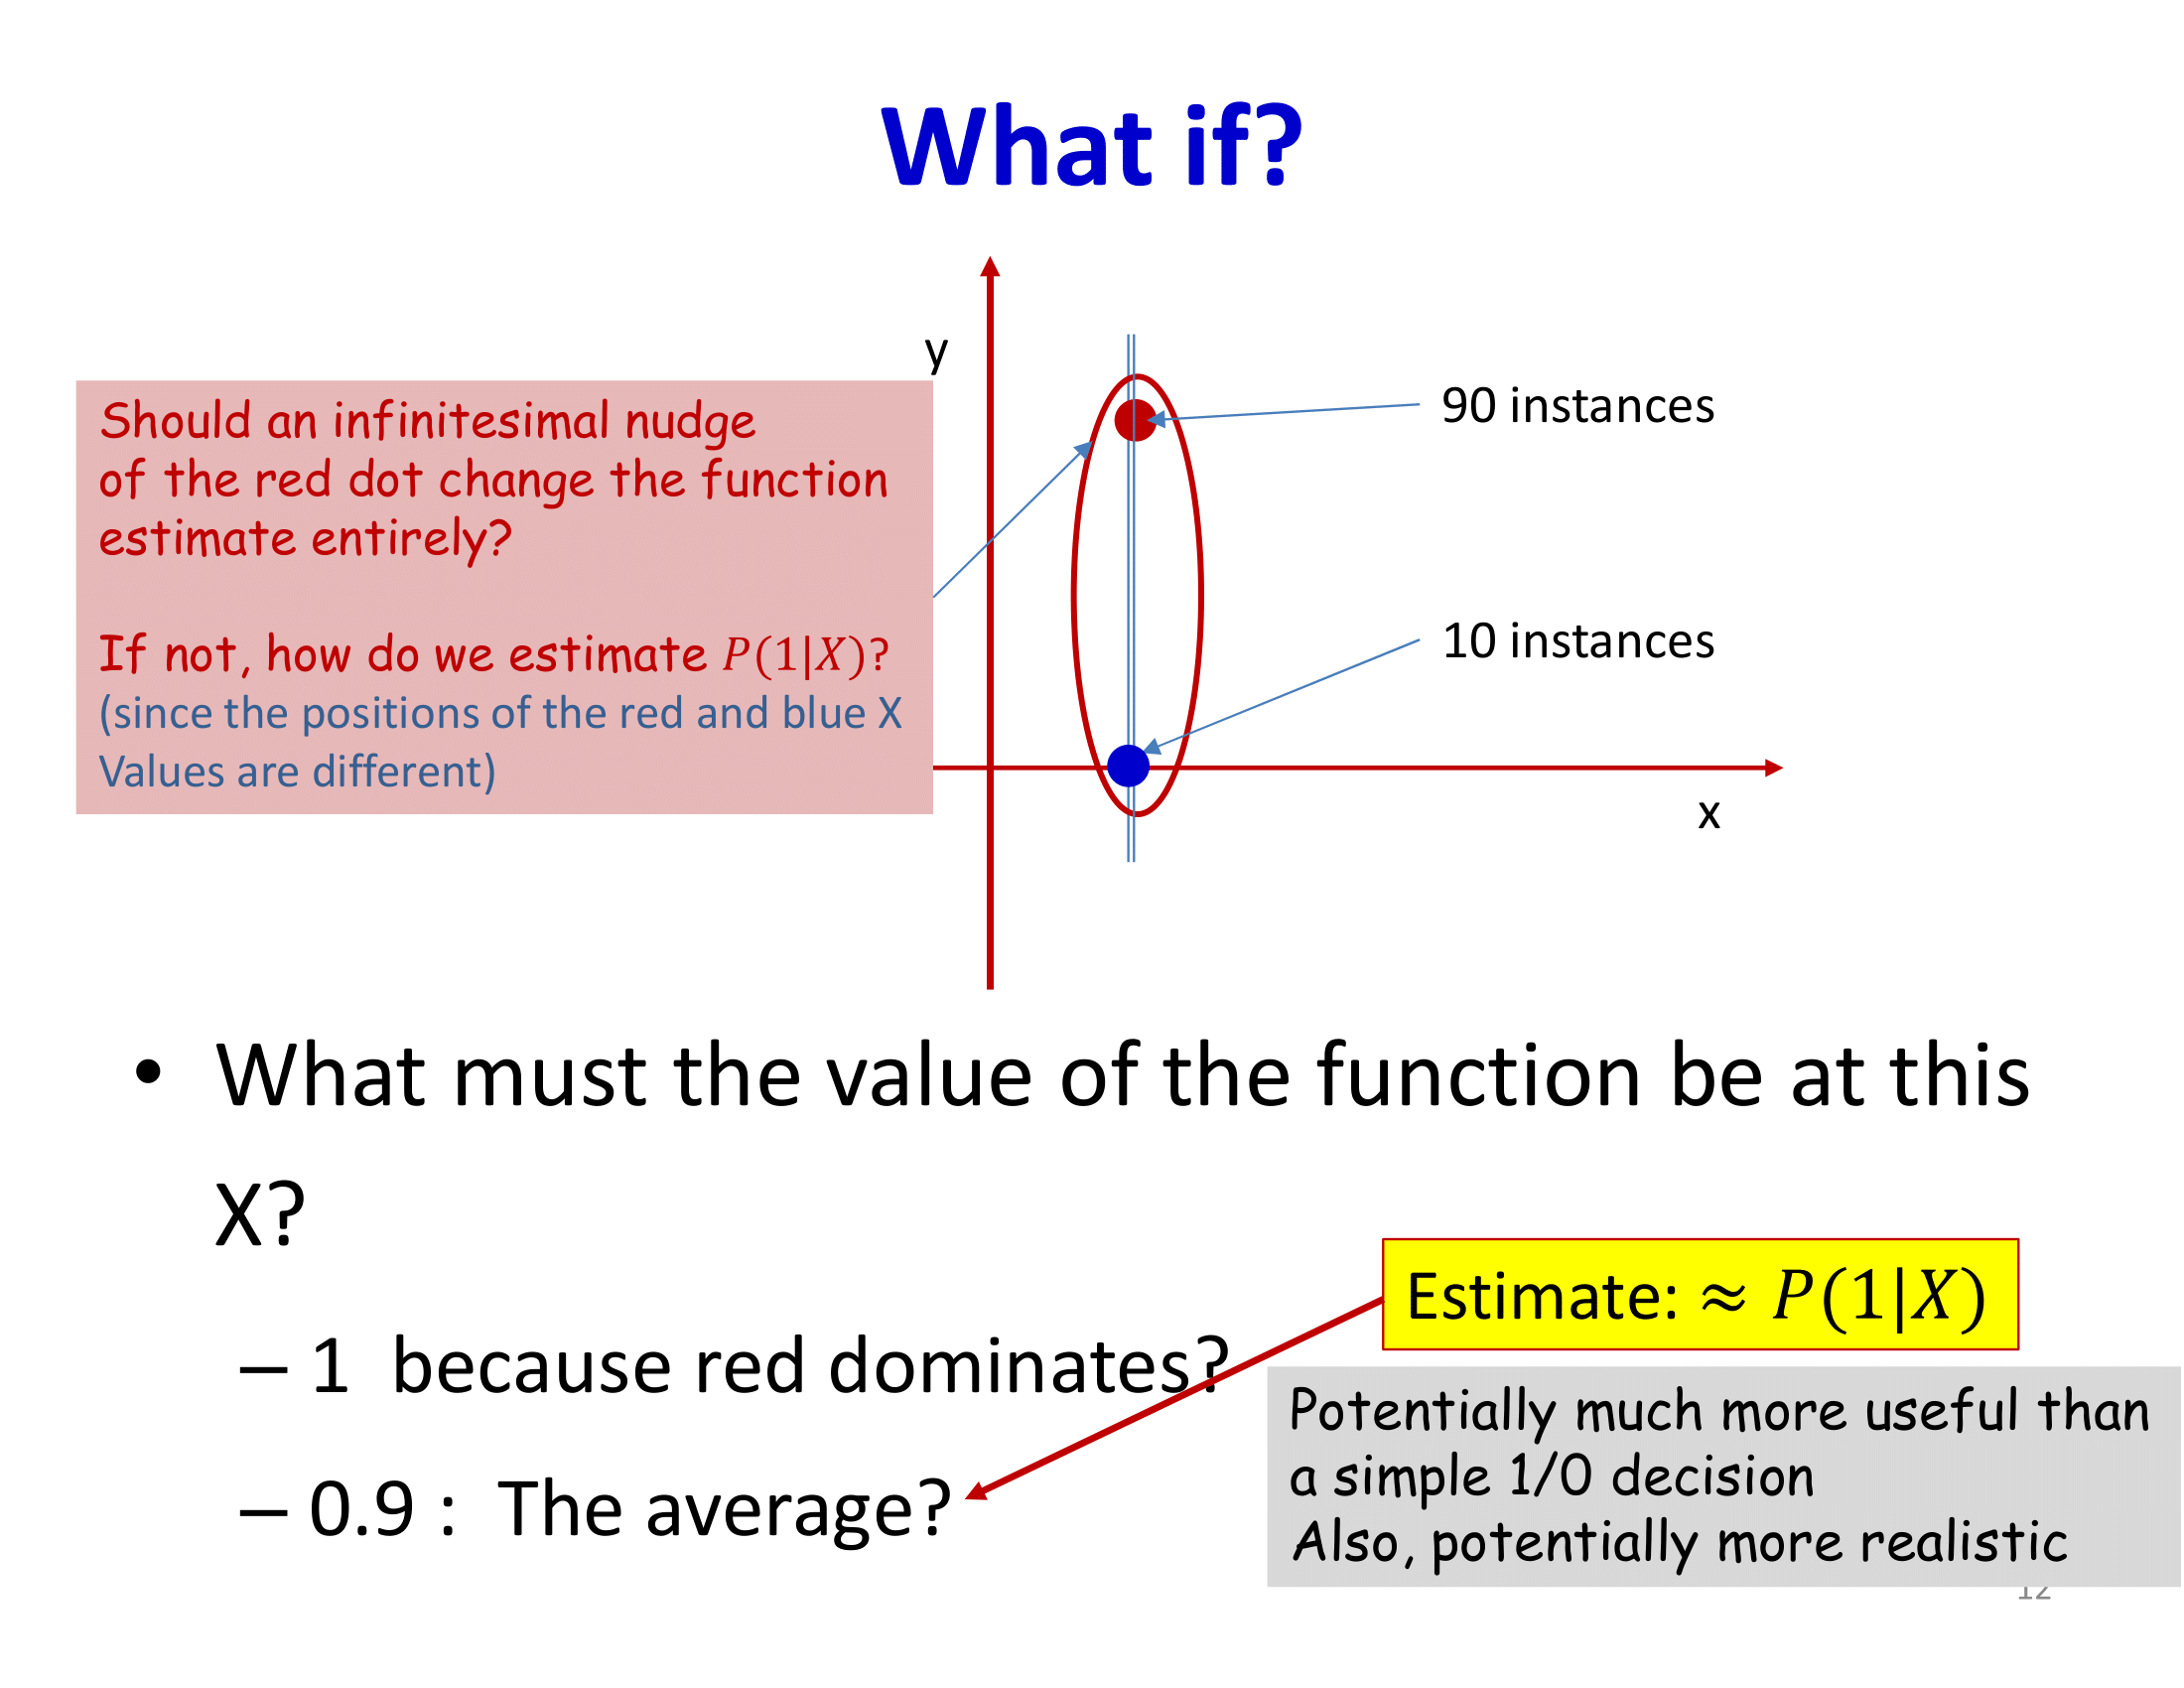 What if?
y
Should an infinitesimal nudge
of the red dot change the function
estimate entirely?
If not, how do we estimate P(1|X)?
(since the positions of the red and blue X
Values are different)
90 instances
10 instances
x
• What must the value of the function be at this
X?
– 1 because red dominates?
– 0.9 : The average?
Estimate: ≈ P(1|X)
Potentially much more useful than
a simple 1/0 decision
Also, potentially more realistic
12